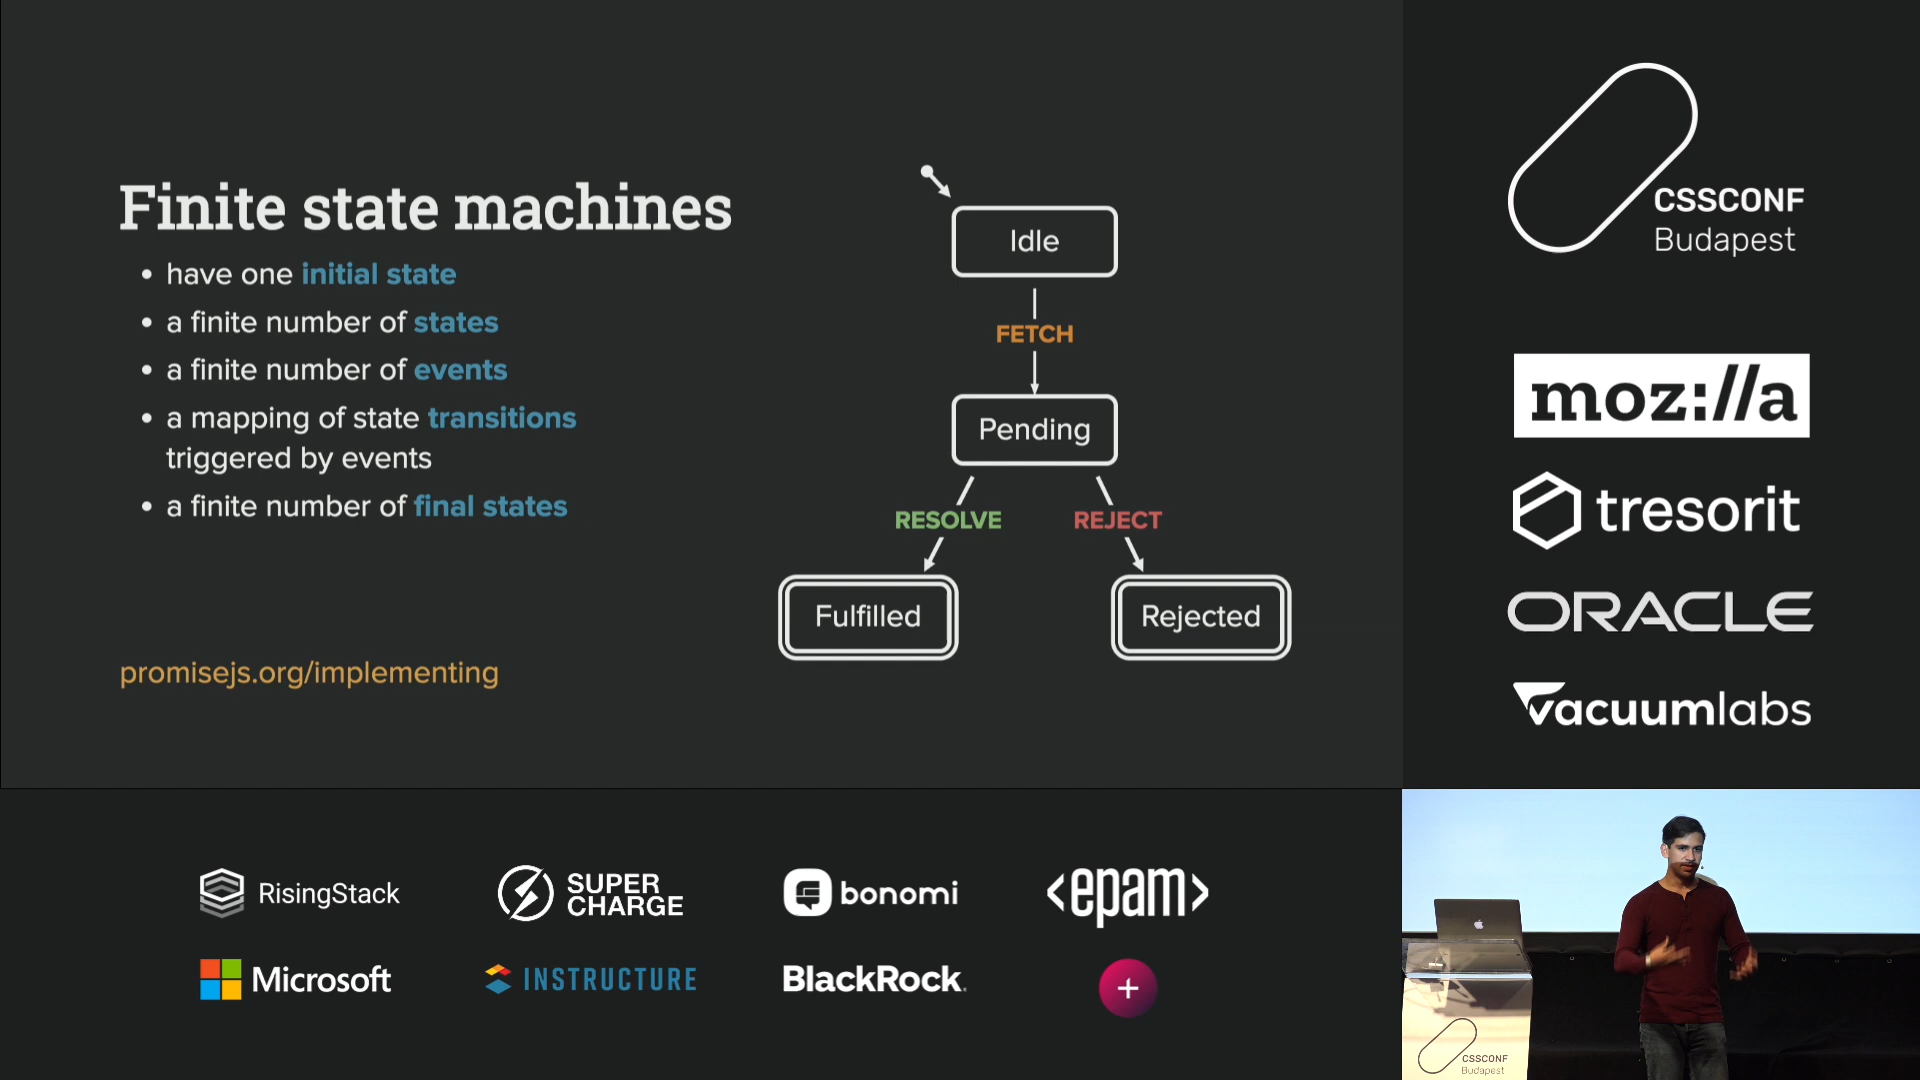 Finite state machines
• have one initial state
• a finite number of states
• a finite number of events
• a mapping of state transitions
triggered by events
• a finite number of final states
promisejs.org/implementing
Idle
FETCH
Pending
RESOLVE
REJECT
Fulfilled
Rejected
CSSCONF
Budapest
moz://a
tresorit
ORACLE
vacuumlabs
RisingStack
SUPER
CHARGE
bonomi
<epam>
Microsoft
INSTRUCTURE
BlackRock.
+
CSSCONF
Budapest